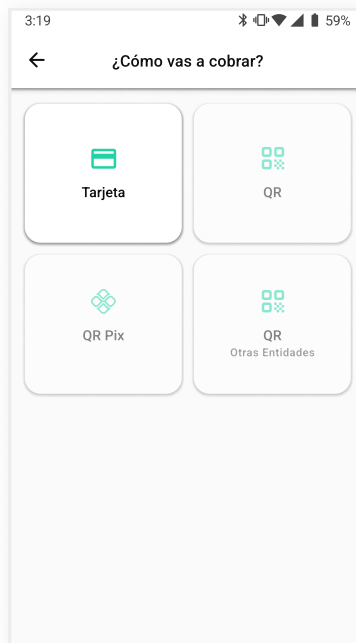 3:19 59%
¿Cómo vas a cobrar?
Tarjeta
QR
QR Pix
QR
Otras Entidades